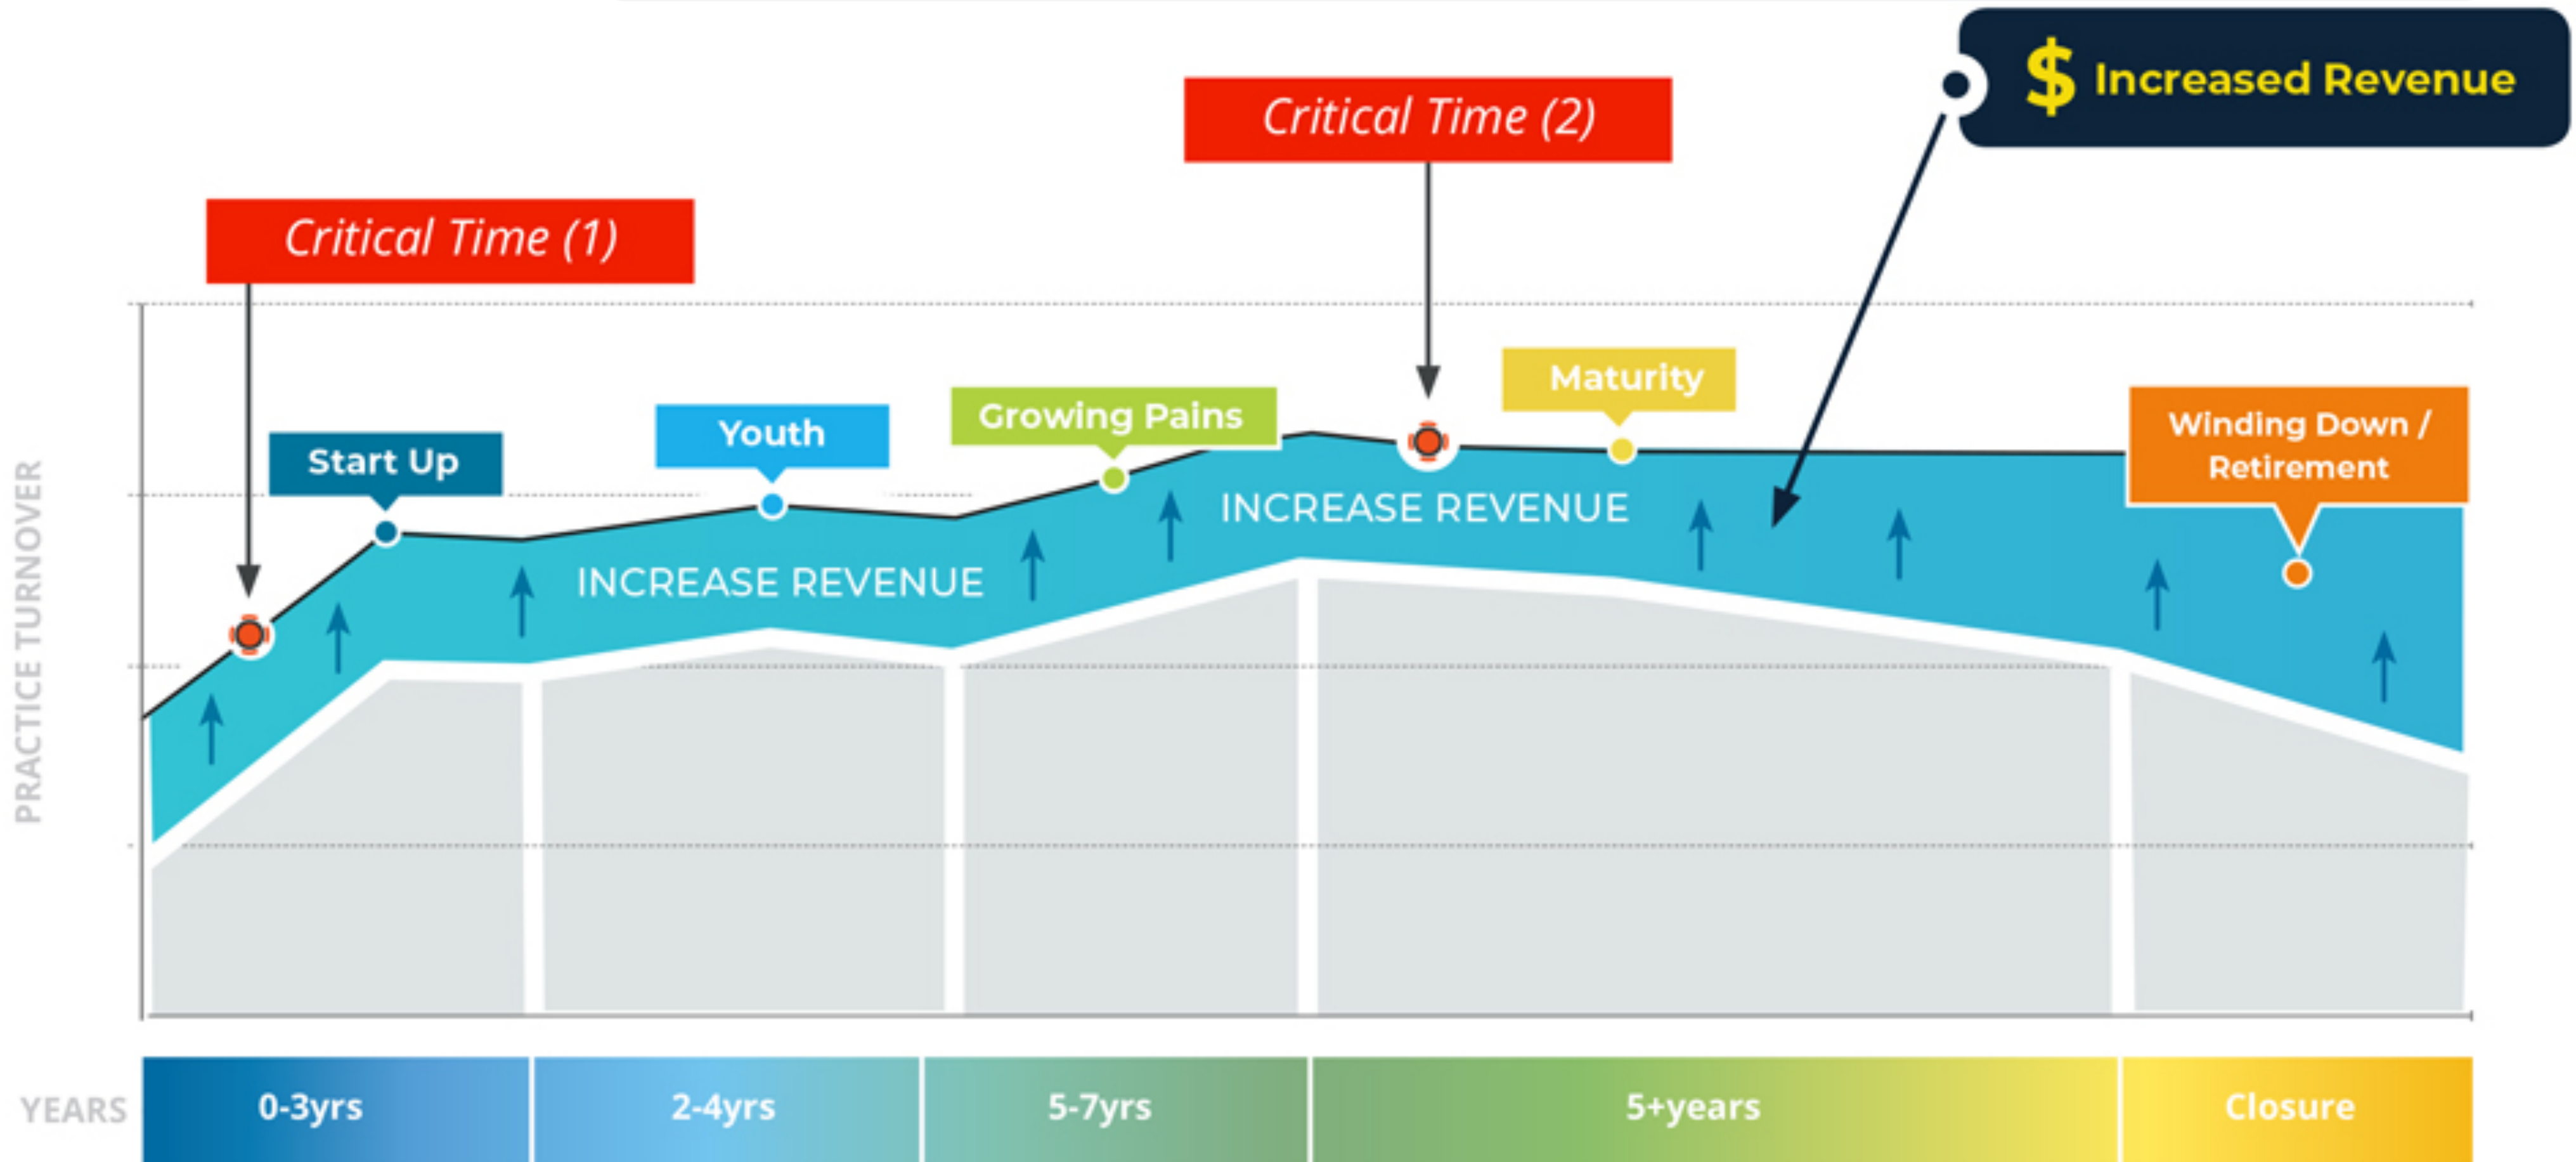 $ Increased Revenue
Critical Time (2)
Critical Time (1)
Maturity
Growing Pains
Youth
Start Up
Winding Down /
Retirement
INCREASE REVENUE
INCREASE REVENUE
PRACTICE TURNOVER
YEARS
0-3yrs
2-4yrs
5-7yrs
5+years
Closure